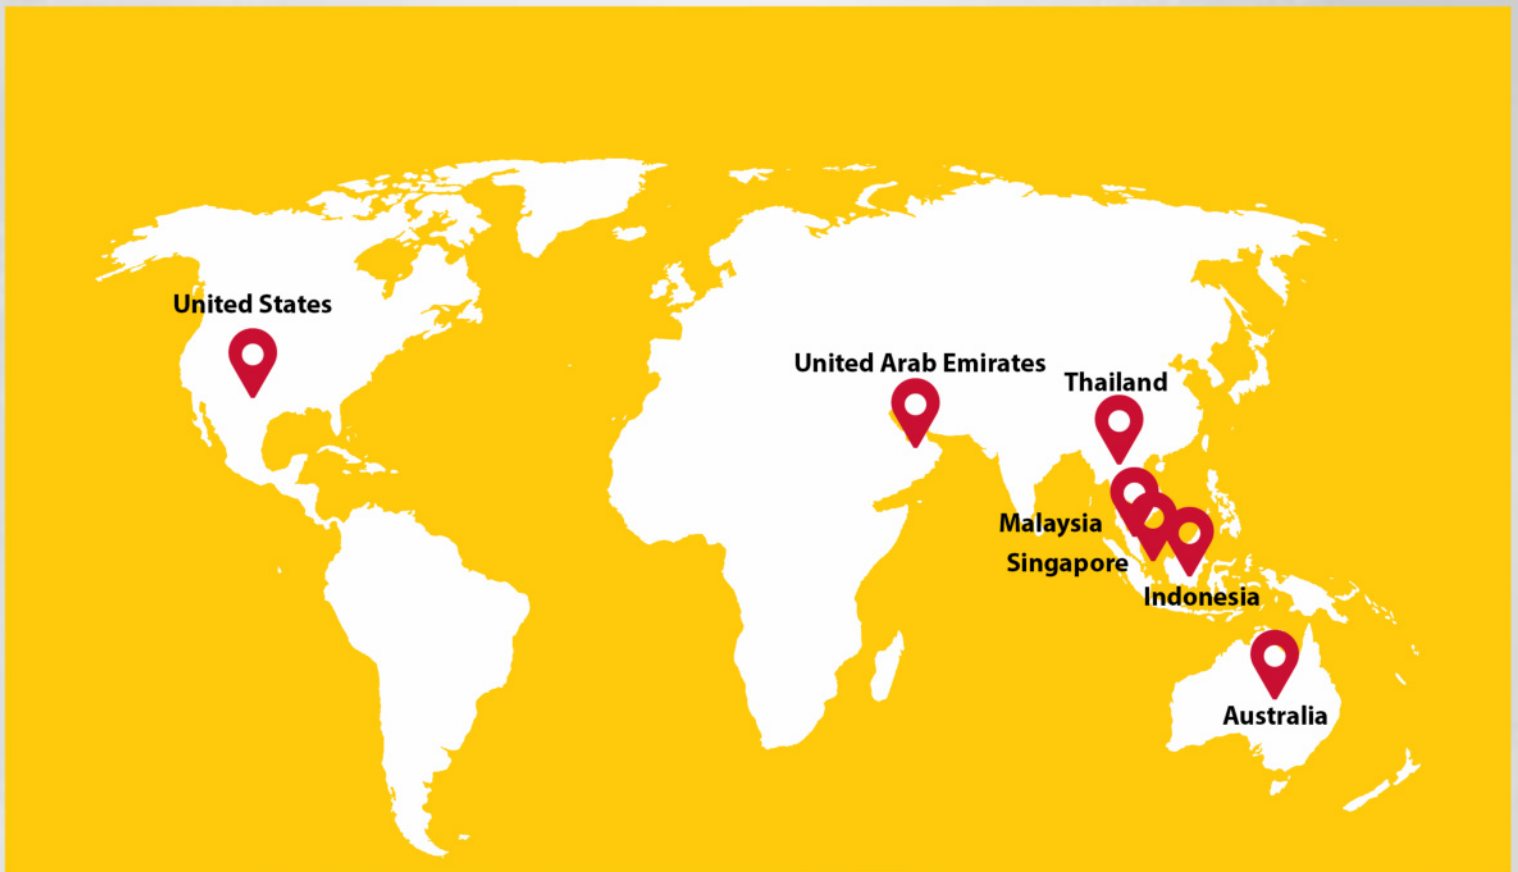 United States
United Arab Emirates
Thailand
Malaysia
Singapore
Indonesia
Australia